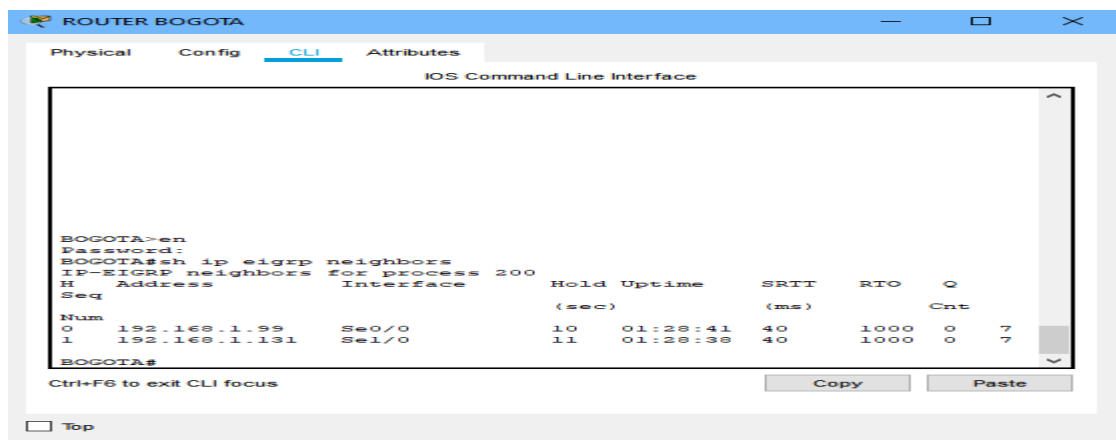 ROUTER BOGOTA
Physical Config CLI Attributes
IOS Command Line Interface
BOGOTA>en
Password:
BOGOTA#sh ip eigrp neighbors
IP-EIGRP neighbors for process 200
H Address Interface Hold Uptime SRTT RTO Q
Seq
(sec) (ms) Cnt
Num
0 192.168.1.99 Se0/0 10 01:28:41 40 1000 0 7
1 192.168.1.131 Se1/0 11 01:28:38 40 1000 0 7
BOGOTA#
Ctrl+F6 to exit CLI focus
Copy Paste
Top